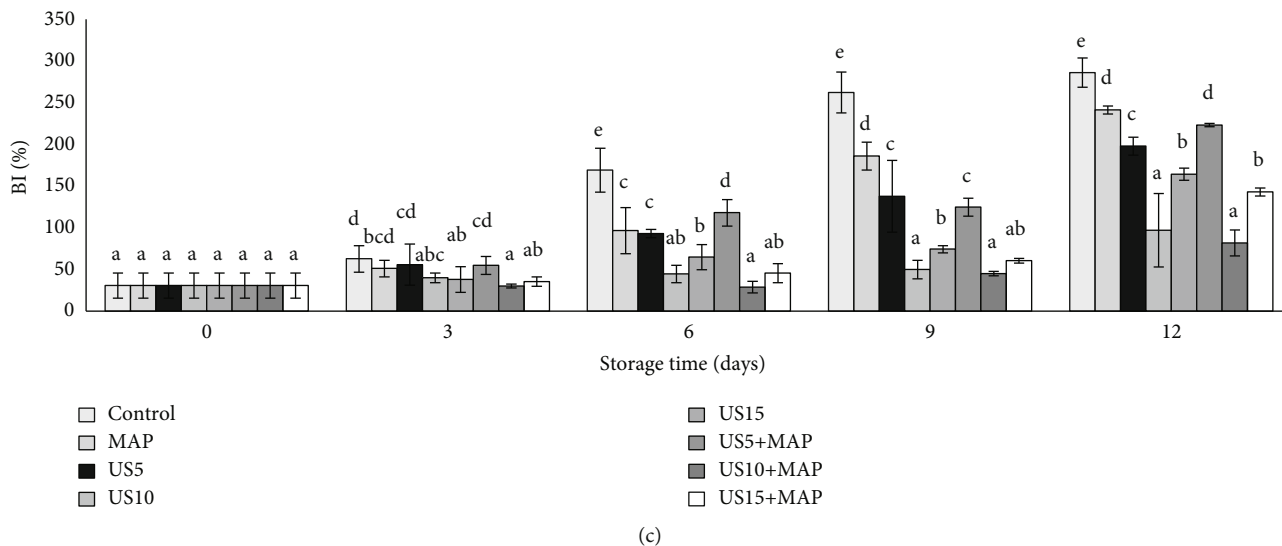 350
300
250
200
150
100
50
0
BI (%)
a a a a a a a a
d bcd cd abc ab cd a ab
e c c ab b d a ab
e d c a b c a ab
e d c a b d a b
0 3 6 9 12
Storage time (days)
Control
MAP
US5
US10
US15
US5+MAP
US10+MAP
US15+MAP
(c)